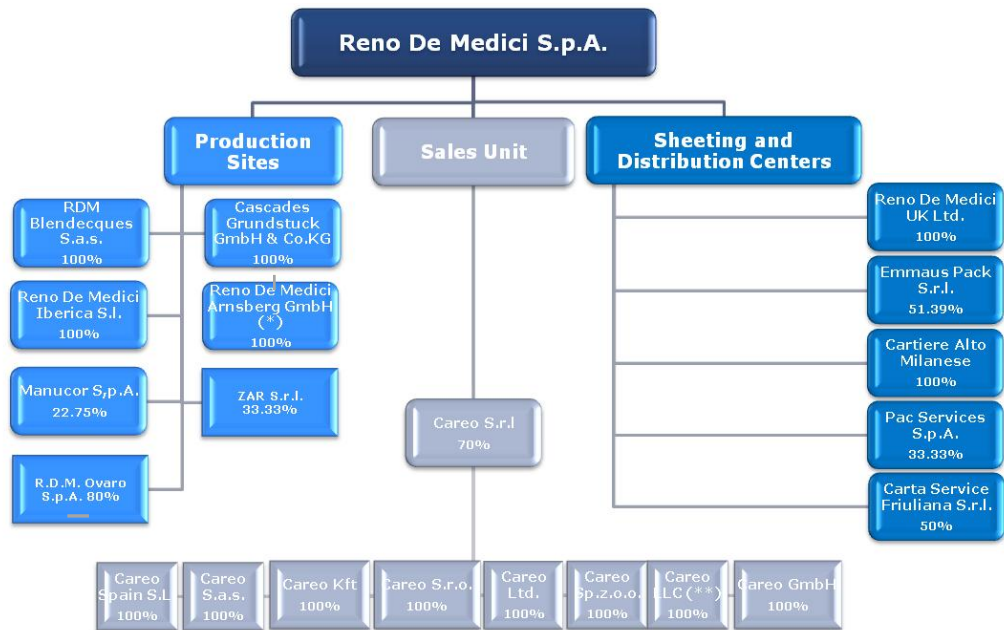 Reno De Medici S.p.A.
Production
Sites
Sales Unit
Sheeting and
Distribution Centers
RDM
Blendecques
S.a.s.
100%
Cascades
Grundstuck
GmbH & Co.KG
100%
Reno De Medici
Iberica S.l.
100%
Reno De Medici
Arnsberg GmbH
(*)
100%
Manucor S,p.A.
22.75%
ZAR S.r.l.
33.33%
R.D.M. Ovaro
S.p.A. 80%
Careo S.r.l
70%
Reno De Medici
UK Ltd.
100%
Emmaus Pack
S.r.l.
51.39%
Cartiere Alto
Milanese
100%
Pac Services
S.p.A.
33.33%
Carta Service
Friuliana S.r.l.
50%
Careo
Spain S.L
100%
Careo
S.a.s.
100%
Careo Kft
100%
Careo S.r.o.
100%
Careo
Ltd.
100%
Careo
Sp.z.o.o.
100%
Careo
LLC (**)
100%
Careo GmbH
100%